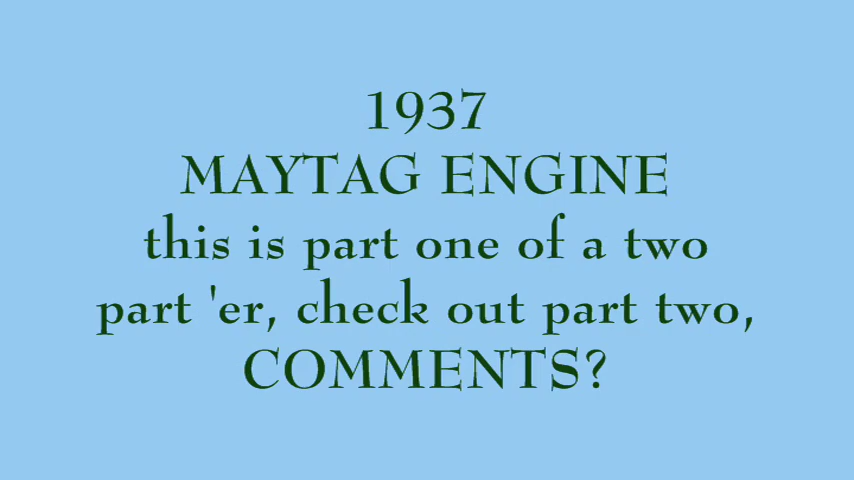 1937
MAYTAG ENGINE
this is part one of a two
part 'er, check out part two,
COMMENTS?